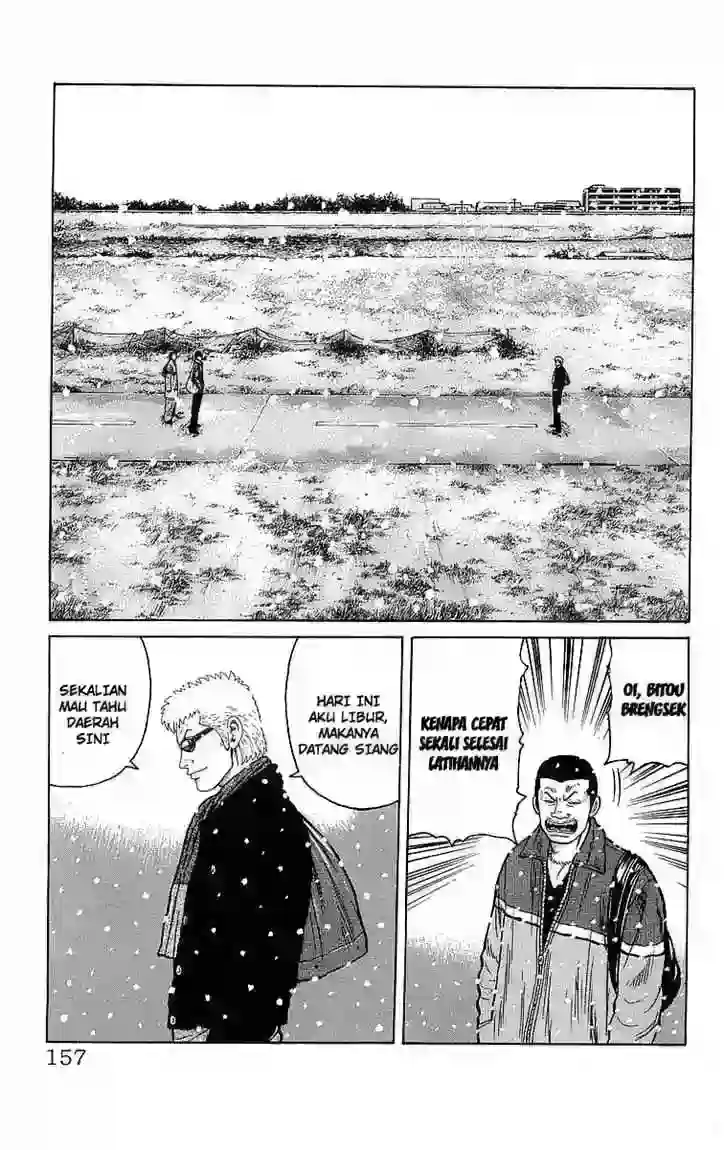 OI, BITOU
BRENGSEK
KENAPA CEPAT
SEKALI SELESAI
LATIHANNYA
HARI INI
AKU LIBUR,
MAKANYA
DATANG SIANG
SEKALIAN
MAU TAHU
DAERAH
SINI
157